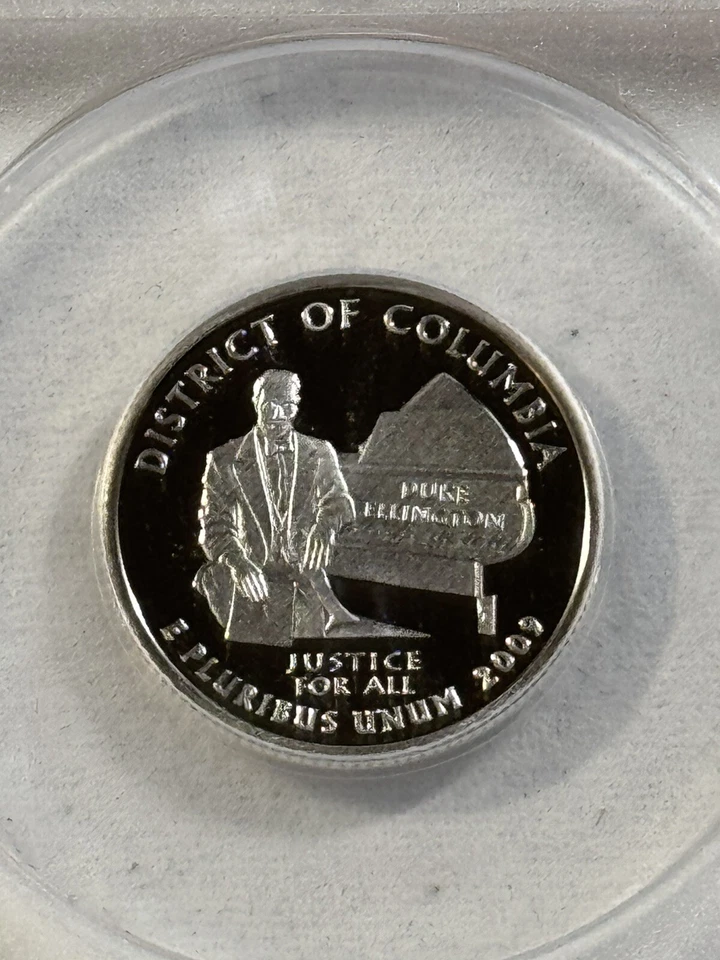 DISTRICT OF COLUMBIA
DUKE
ELLINGTON
JUSTICE
FOR ALL
E PLURIBUS UNUM 2009